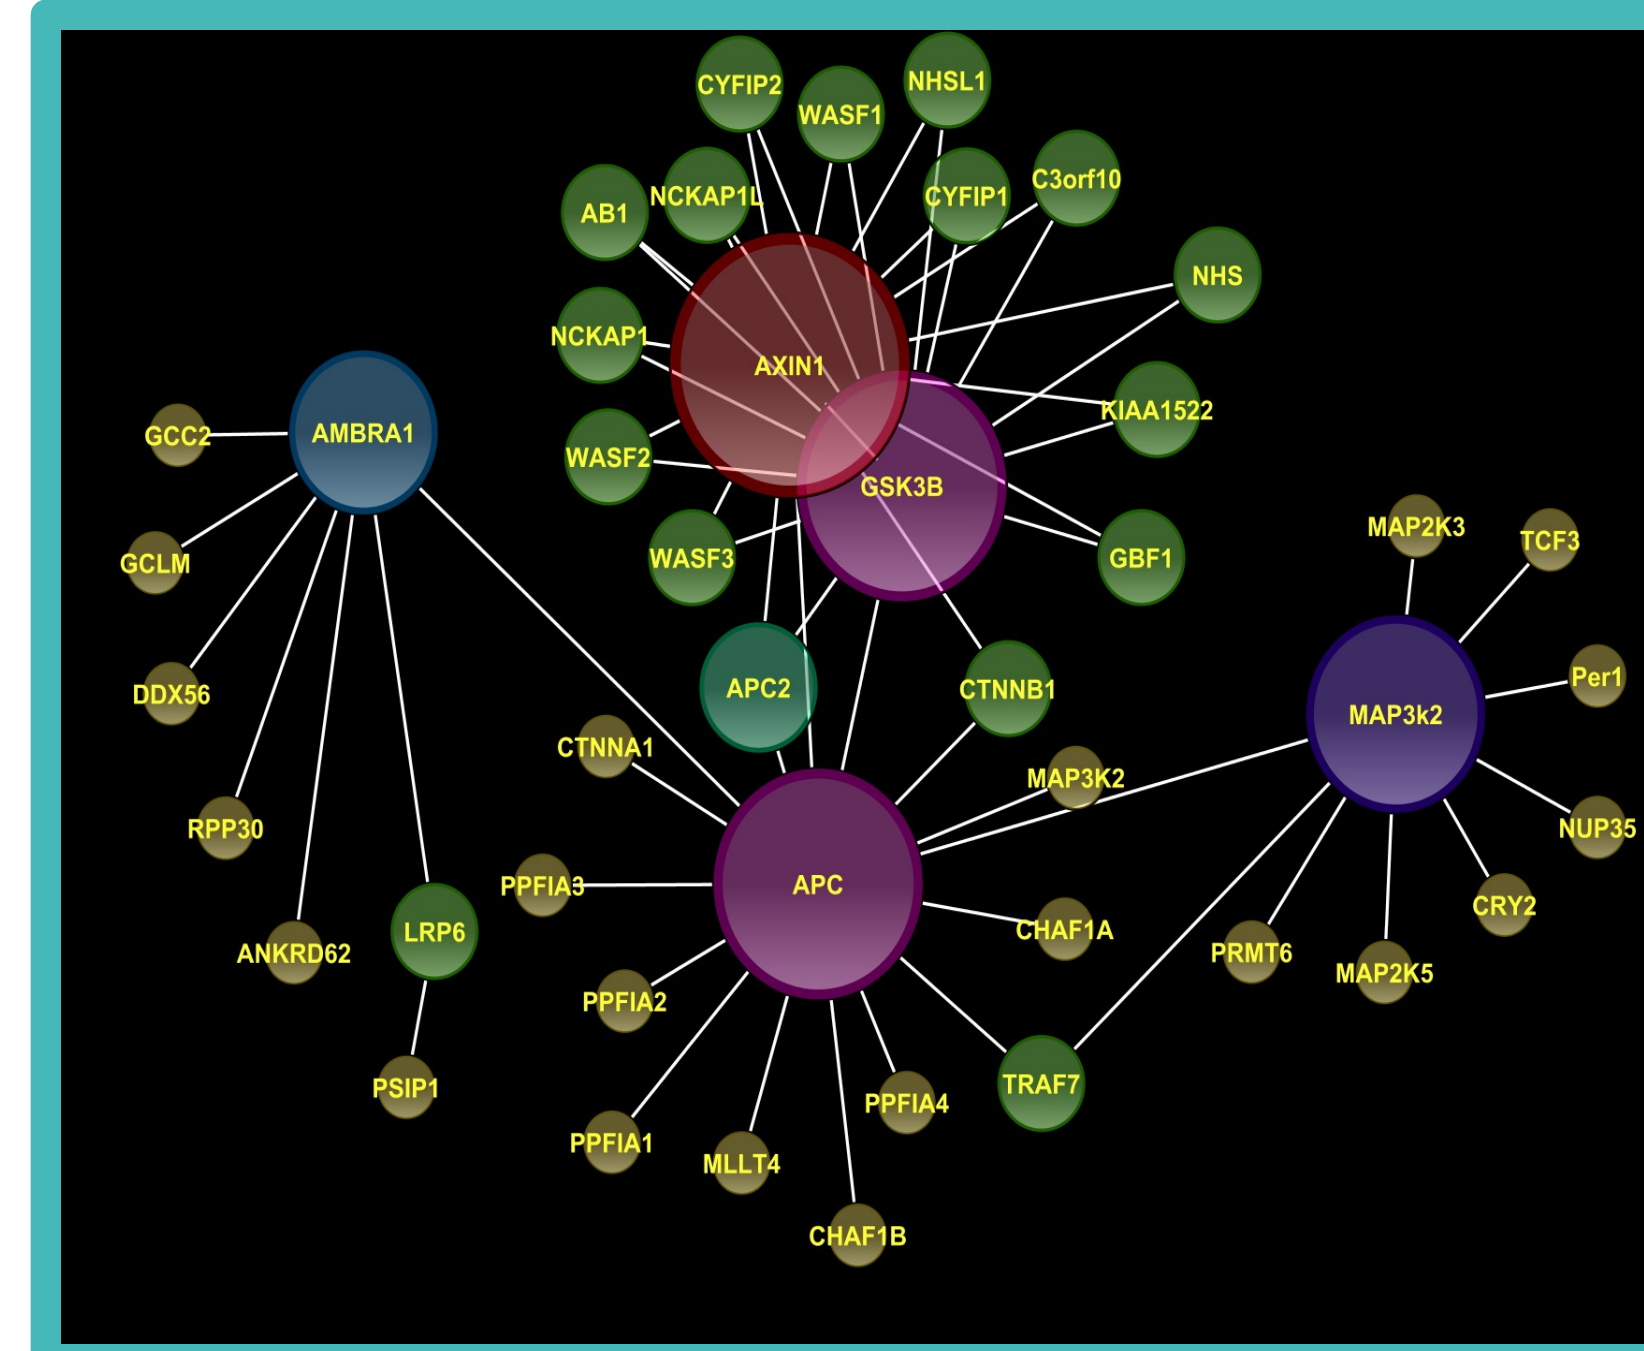 NHSL1
CYFIP2
WASF1
C3orf10
NCKAP1L
CYFIP1
AB1
NHS
NCKAP1
AXIN1
KIAA1522
AMBRA1
GCC2
WASF2
GSK3B
MAP2K3
TCF3
WASF3
GBF1
GCLM
Per1
APC2
CTNNB1
DDX56
MAP3k2
CTNNA1
MAP3K2
RPP30
NUP35
APC
PPFIA3
CRY2
CHAF1A
LRP6
ANKRD62
PRMT6
MAP2K5
PPFIA2
TRAF7
PSIP1
PPFIA4
PPFIA1
MLLT4
CHAF1B